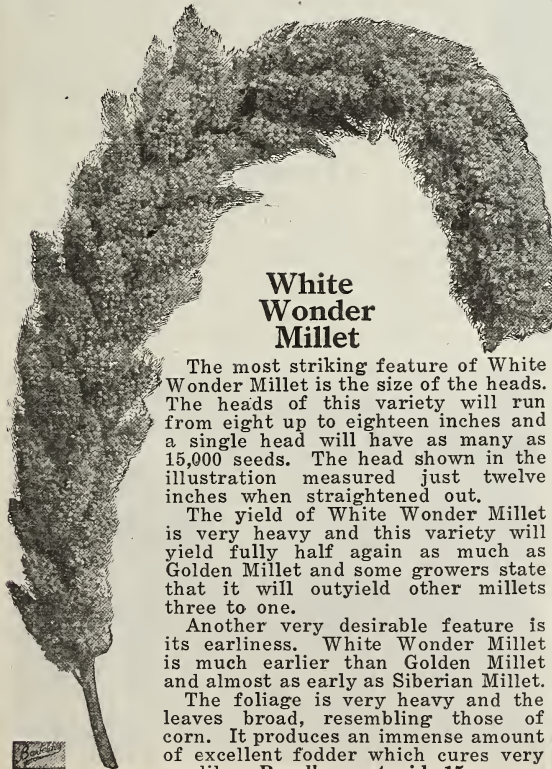 White
Wonder
Millet
The most striking feature of White
Wonder Millet is the size of the heads.
The heads of this variety will run
from eight up to eighteen inches and
a single head will have as many as
15,000 seeds. The head shown in the
illustration measured just twelve
inches when straightened out.
The yield of White Wonder Millet
is very heavy and this variety will
yield fully half again as much as
Golden Millet and some growers state
that it will outyield other millets
three to one.
Another very desirable feature is
its earliness. White Wonder Millet
is much earlier than Golden Millet
and almost as early as Siberian Millet.
The foliage is very heavy and the
leaves broad, resembling those of
corn. It produces an immense amount
of excellent fodder which cures very